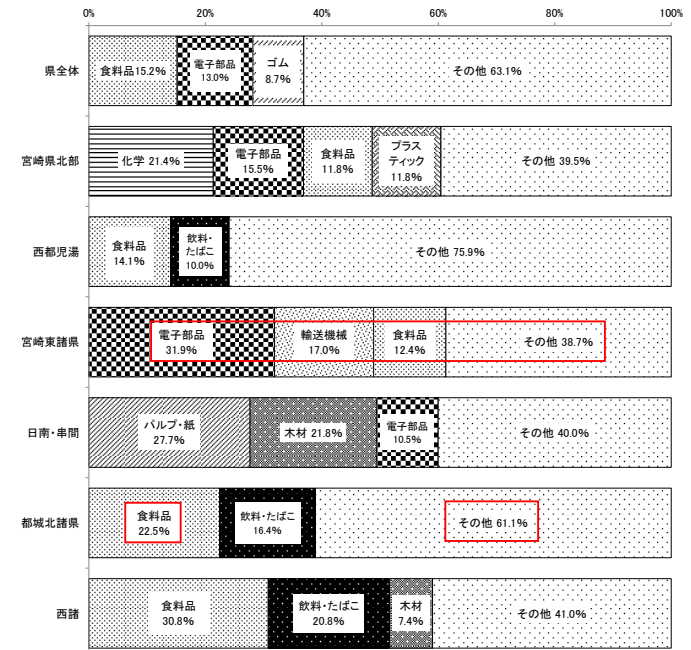 0%
20%
40%
60%
80%
100%
県全体
食料品15.2%
電子部品
13.0%
ゴム
8.7%
その他 63.1%
宮崎県北部
化学 21.4%
電子部品
15.5%
食料品
11.8%
プラス
ティック
11.8%
その他 39.5%
西都児湯
食料品
14.1%
飲料・
たばこ
10.0%
その他 75.9%
宮崎東諸県
電子部品
31.9%
輸送機械
17.0%
食料品
12.4%
その他 38.7%
日南・串間
パルプ・紙
27.7%
木材 21.8%
電子部品
10.5%
その他 40.0%
都城北諸県
食料品
22.5%
飲料・たばこ
16.4%
その他 61.1%
西諸
食料品
30.8%
飲料・たばこ
20.8%
木材
7.4%
その他 41.0%